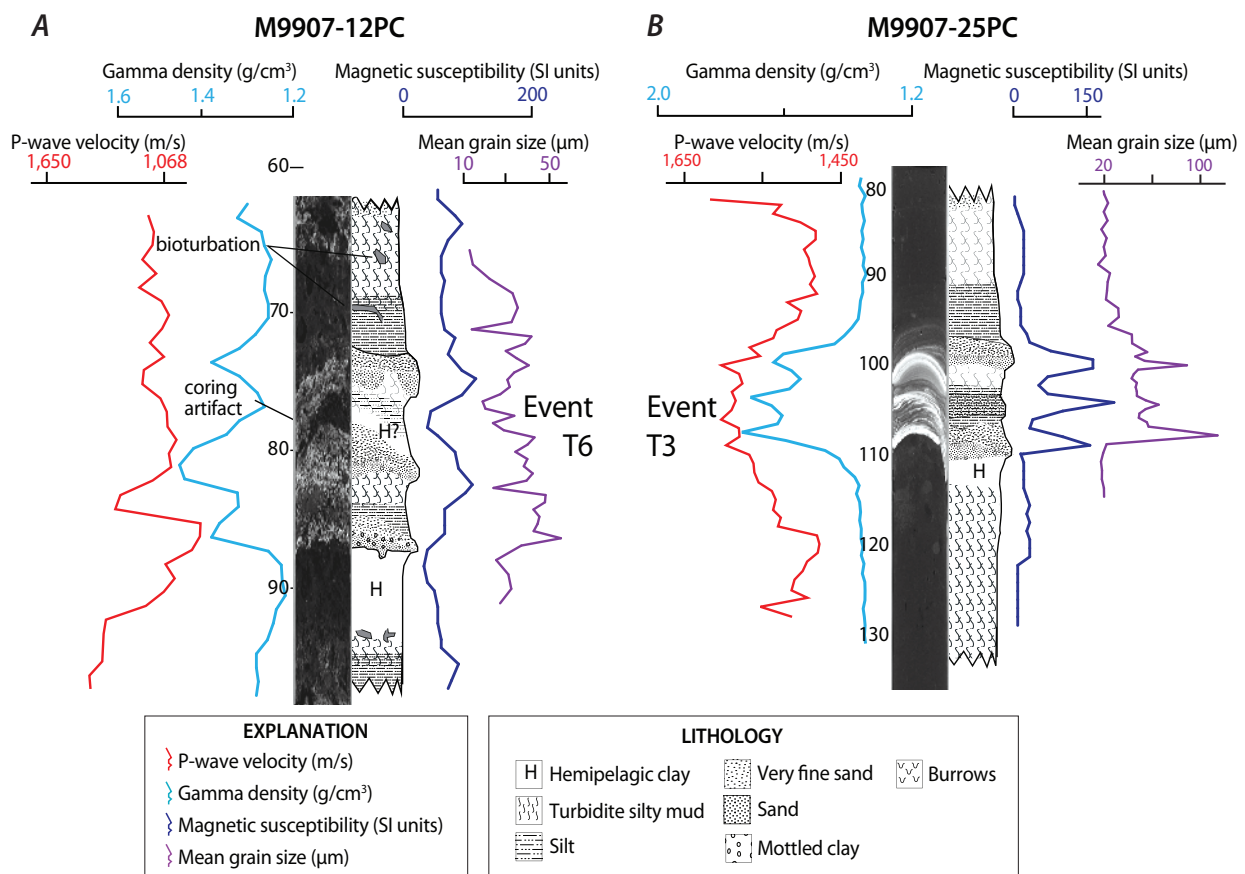 A
M9907-12PC
Gamma density (g/cm³)
1.6 1.4 1.2
Magnetic susceptibility (SI units)
0 200
P-wave velocity (m/s)
1,650 1,068
Mean grain size (µm)
10 50
60
70
80
90
bioturbation
coring
artifact
H?
H
Event
T6
B
M9907-25PC
Gamma density (g/cm³)
2.0 1.2
Magnetic susceptibility (SI units)
0 150
P-wave velocity (m/s)
1,650 1,450
Mean grain size (µm)
20 100
80
90
100
110
120
130
Event
T3
H
EXPLANATION
P-wave velocity (m/s)
Gamma density (g/cm³)
Magnetic susceptibility (SI units)
Mean grain size (µm)
LITHOLOGY
H Hemipelagic clay
Turbidite silty mud
Silt
Very fine sand
Sand
Mottled clay
Burrows